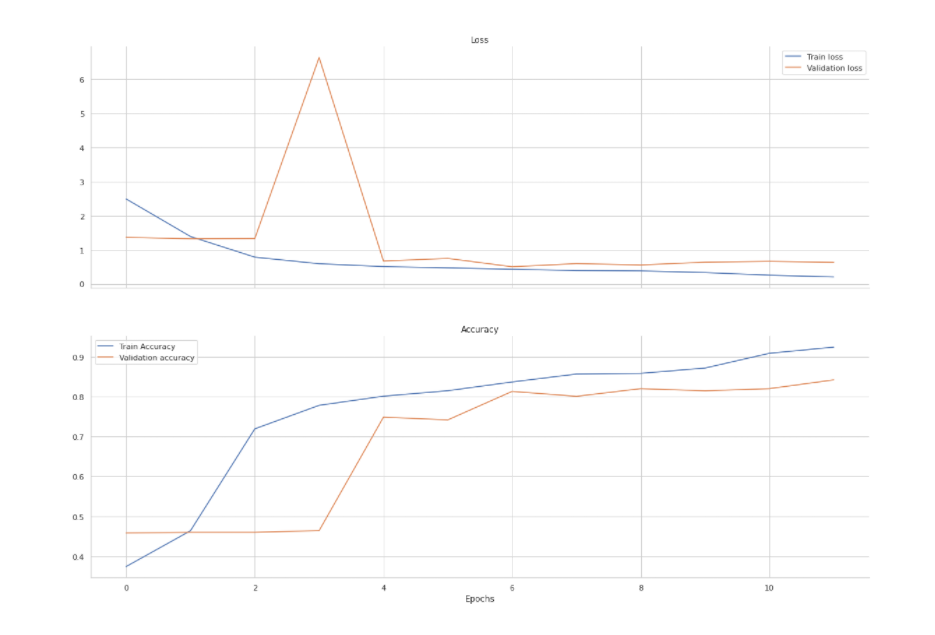 Loss
Train loss
Validation loss
6
5
4
3
2
1
0
Accuracy
Train Accuracy
Validation accuracy
0.9
0.8
0.7
0.6
0.5
0.4
0 2 4 6 8 10
Epochs